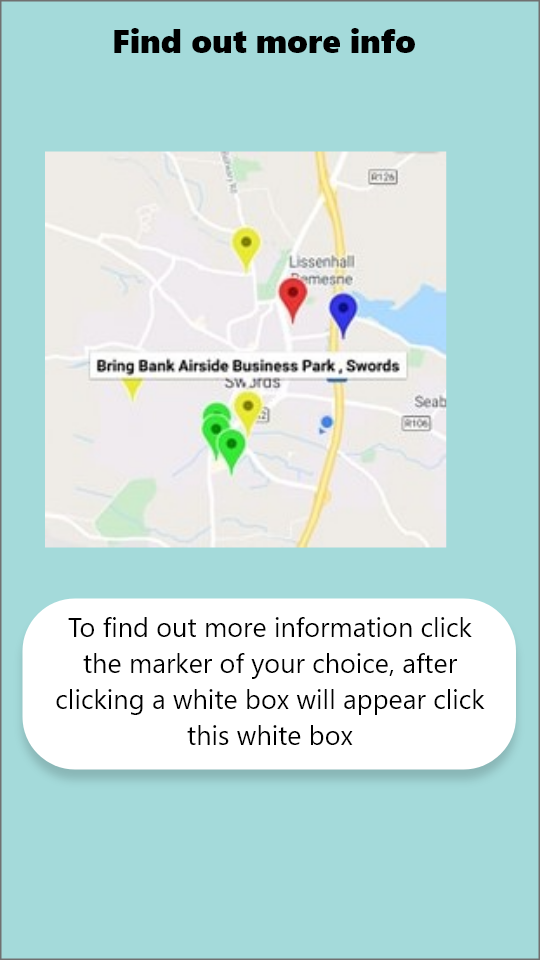 Find out more info
R126
Lissenhall
Demesne
Bring Bank Airside Business Park , Swords
Swords
Seab
R106
To find out more information click
the marker of your choice, after
clicking a white box will appear click
this white box